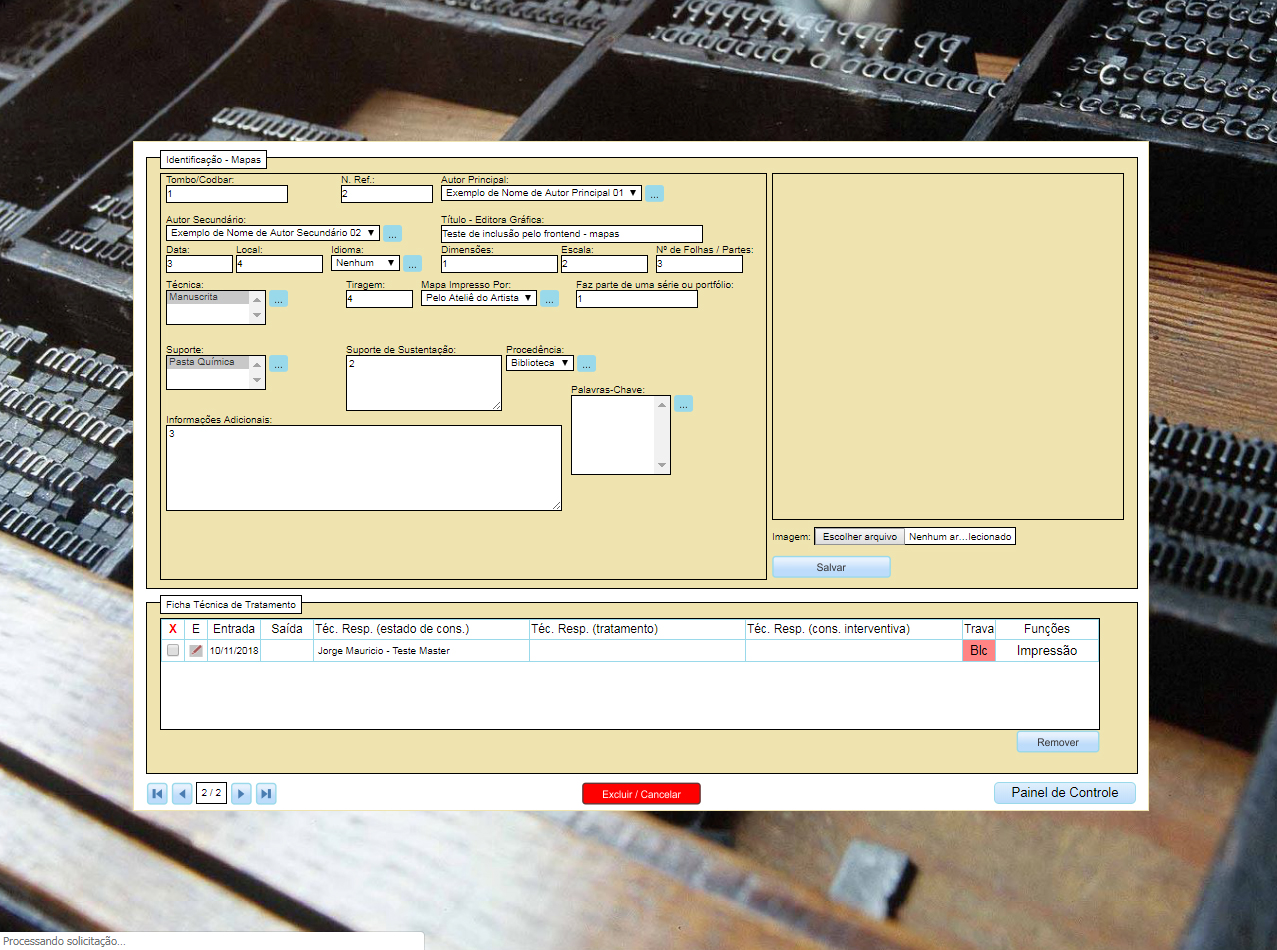 Identificação - Mapas
Tombo/Codbar: N. Ref.: Autor Principal:
1 2 Exemplo de Nome de Autor Principal 01 ...
Autor Secundário: Título - Editora Gráfica:
Exemplo de Nome de Autor Secundário 02 ... Teste de inclusão pelo frontend - mapas
Data: Local: Idioma: Dimensões: Escala: Nº de Folhas / Partes:
3 4 Nenhum ... 1 2 3
Técnica: Tiragem: Mapa Impresso Por: Faz parte de uma série ou portfólio:
Manuscrita ... 4 Pelo Ateliê do Artista ... 1
Suporte: Suporte de Sustentação: Procedência:
Pasta Química ... 2 Biblioteca ...
Palavras-Chave:
...
Informações Adicionais:
3
Imagem: Escolher arquivo Nenhum ar...lecionado
Salvar
Ficha Técnica de Tratamento
X E Entrada Saída Téc. Resp. (estado de cons.) Téc. Resp. (tratamento) Téc. Resp. (cons. interventiva) Trava Funções
10/11/2018 Jorge Mauricio - Teste Master Blc Impressão
Remover
2 / 2 Excluir / Cancelar Painel de Controle
Processando solicitação...